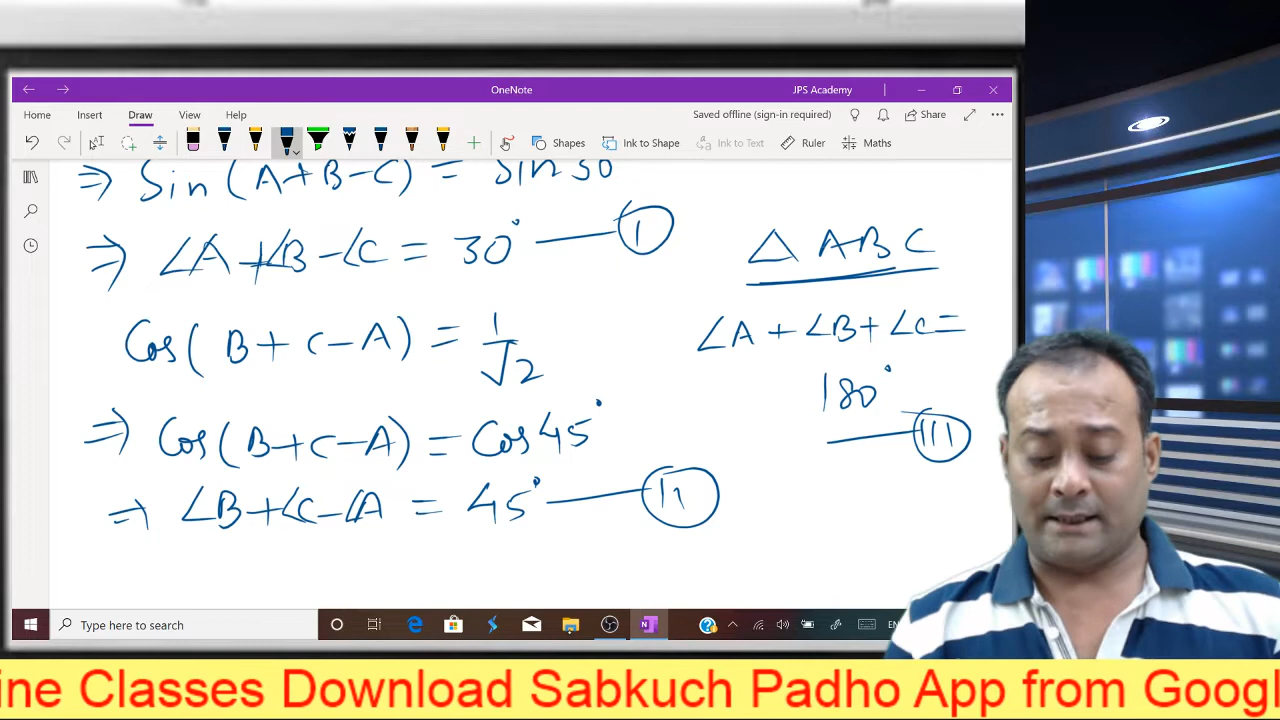 OneNote
JPS Academy
Home Insert Draw View Help
Saved offline (sign-in required)
Share
Shapes
Ink to Shape
Ink to Text
Ruler
Maths
⇒ Sin(A+B-C) = Sin 30
⇒ ∠A+∠B-∠C = 30° — I
Cos(B+C-A) = 1/√2
⇒ Cos(B+C-A) = Cos 45°
⇒ ∠B+∠C-∠A = 45° — II
△ ABC
∠A+∠B+∠C=
180°
— III
Type here to search
EN
ine Classes Download Sabkuch Padho App from Googl